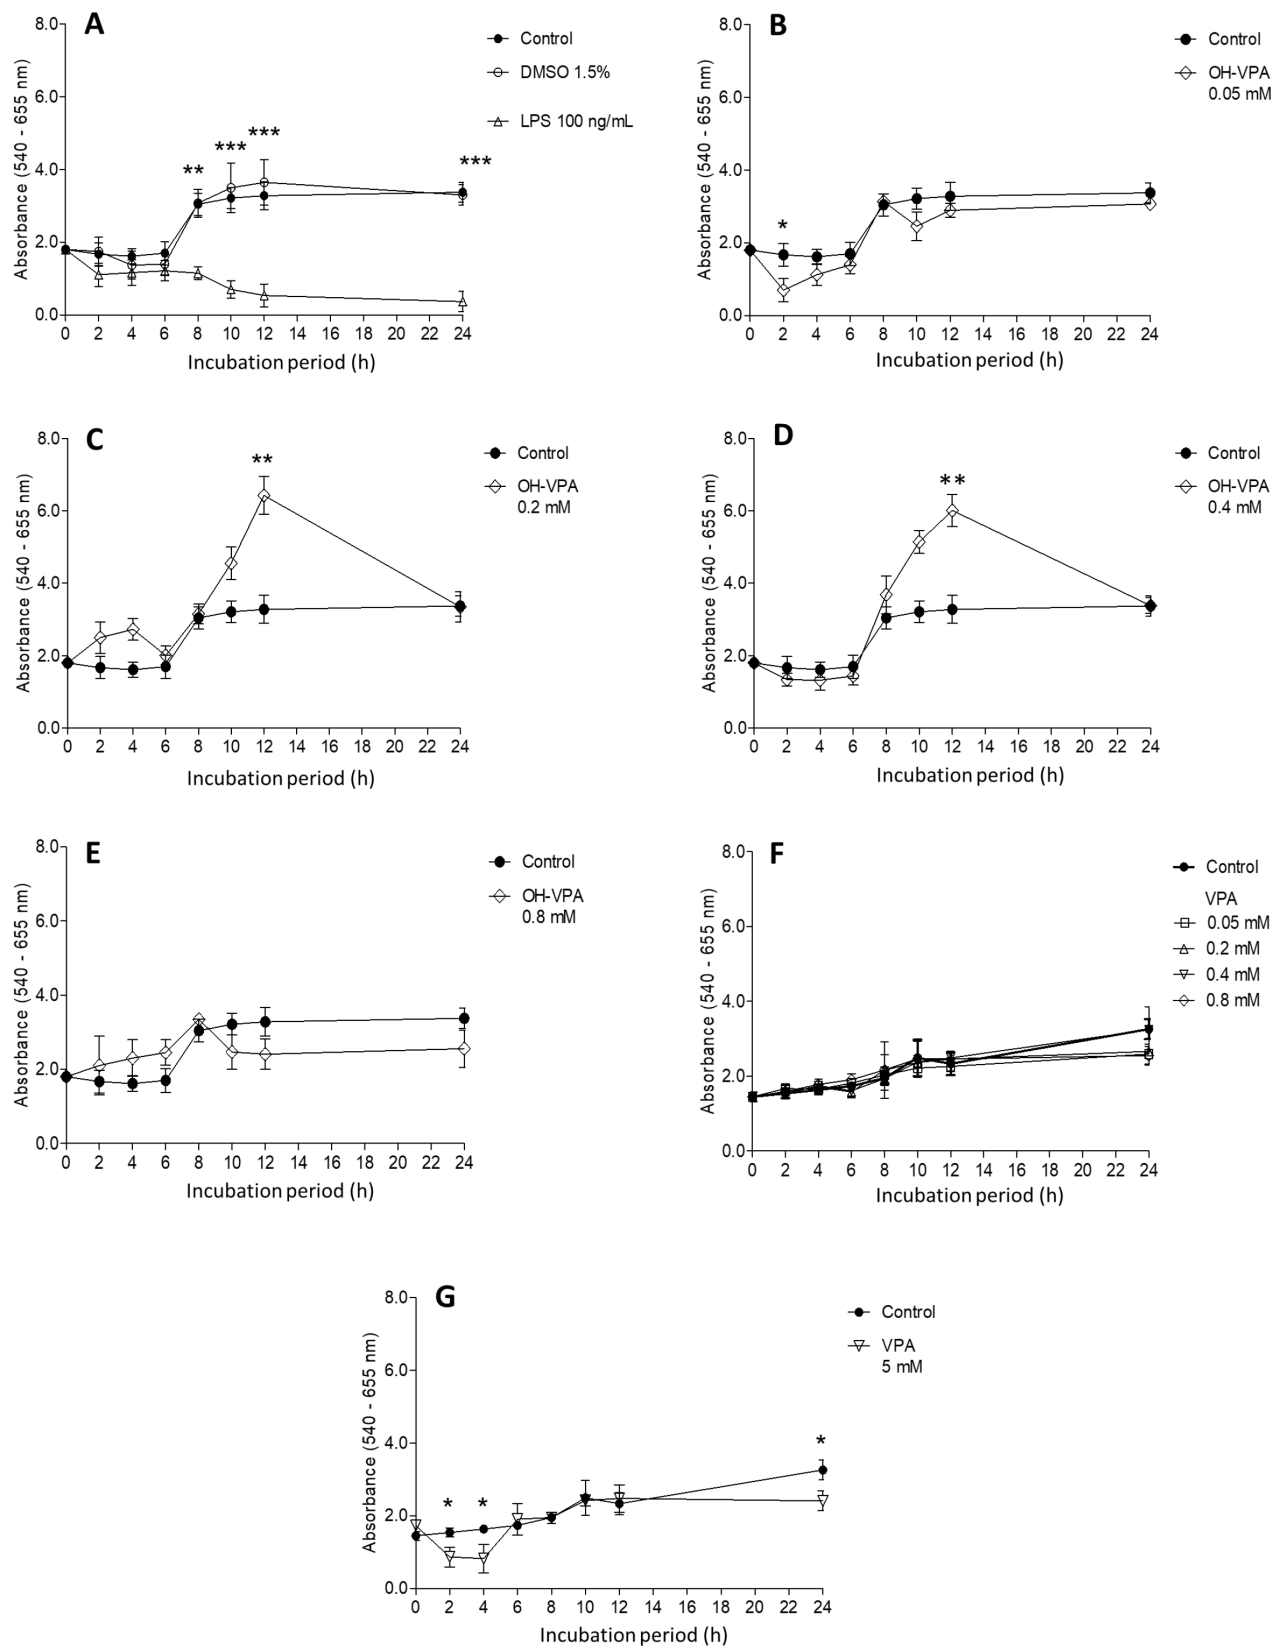 A
8.0
6.0
4.0
2.0
0.0
Absorbance (540 - 655 nm)
** *** *** ***
0 2 4 6 8 10 12 14 16 18 20 22 24
Incubation period (h)
Control
DMSO 1.5%
LPS 100 ng/mL
B
8.0
6.0
4.0
2.0
0.0
Absorbance (540 - 655 nm)
*
0 2 4 6 8 10 12 14 16 18 20 22 24
Incubation period (h)
Control
OH-VPA
0.05 mM
C
8.0
6.0
4.0
2.0
0.0
Absorbance (540 - 655 nm)
**
0 2 4 6 8 10 12 14 16 18 20 22 24
Incubation period (h)
Control
OH-VPA
0.2 mM
D
8.0
6.0
4.0
2.0
0.0
Absorbance (540 - 655 nm)
**
0 2 4 6 8 10 12 14 16 18 20 22 24
Incubation period (h)
Control
OH-VPA
0.4 mM
E
8.0
6.0
4.0
2.0
0.0
Absorbance (540 - 655 nm)
0 2 4 6 8 10 12 14 16 18 20 22 24
Incubation period (h)
Control
OH-VPA
0.8 mM
F
8.0
6.0
4.0
2.0
0.0
Absorbance (540 - 655 nm)
0 2 4 6 8 10 12 14 16 18 20 22 24
Incubation period (h)
Control
VPA
0.05 mM
0.2 mM
0.4 mM
0.8 mM
G
8.0
6.0
4.0
2.0
0.0
Absorbance (540 - 655 nm)
* * *
0 2 4 6 8 10 12 14 16 18 20 22 24
Incubation period (h)
Control
VPA
5 mM